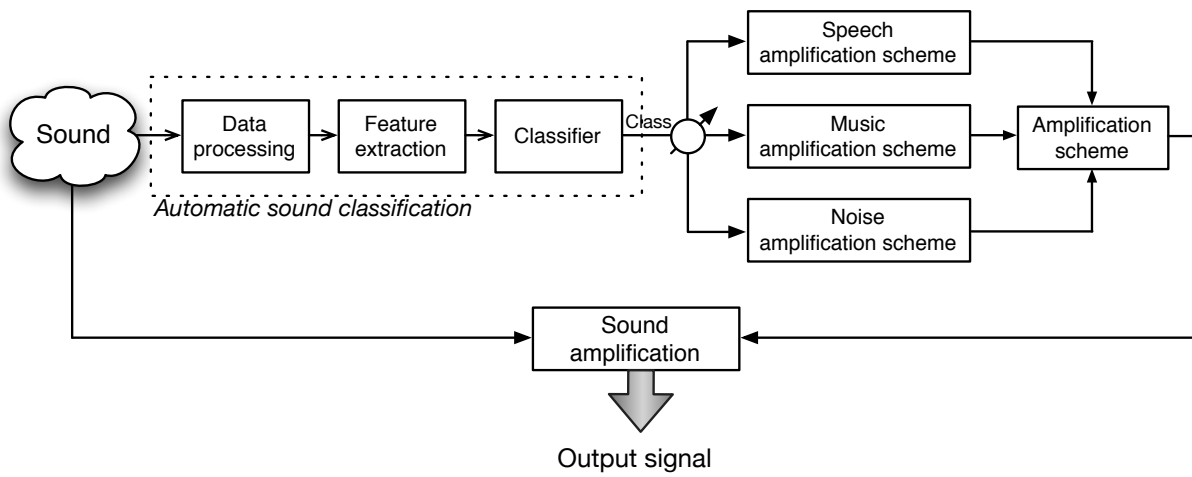 Speech
amplification scheme
Sound
Data
processing
Feature
extraction
Classifier
Class
Music
amplification scheme
Amplification
scheme
Automatic sound classification
Noise
amplification scheme
Sound
amplification
Output signal